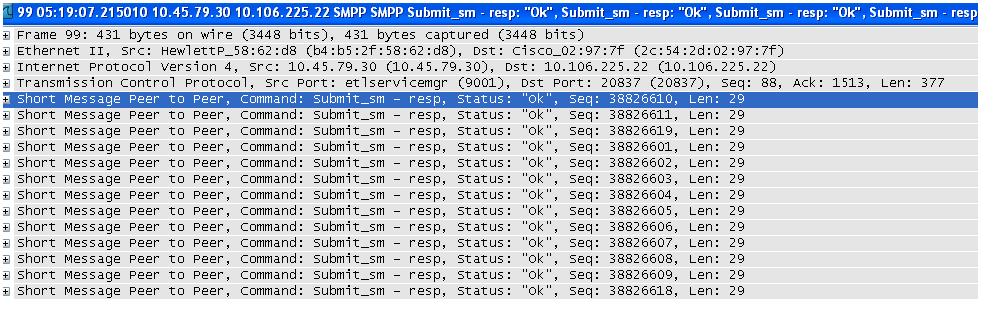 99 05:19:07.215010 10.45.79.30 10.106.225.22 SMPP SMPP Submit_sm - resp: "Ok", Submit_sm - resp: "Ok", Submit_sm - resp: "Ok", Submit_sm - resp
Frame 99: 431 bytes on wire (3448 bits), 431 bytes captured (3448 bits)
Ethernet II, Src: HewlettP_58:62:d8 (b4:b5:2f:58:62:d8), Dst: Cisco_02:97:7f (2c:54:2d:02:97:7f)
Internet Protocol Version 4, Src: 10.45.79.30 (10.45.79.30), Dst: 10.106.225.22 (10.106.225.22)
Transmission Control Protocol, Src Port: etlservicemgr (9001), Dst Port: 20837 (20837), Seq: 88, Ack: 1513, Len: 377
Short Message Peer to Peer, Command: Submit_sm - resp, Status: "Ok", Seq: 38826610, Len: 29
Short Message Peer to Peer, Command: Submit_sm - resp, Status: "Ok", Seq: 38826611, Len: 29
Short Message Peer to Peer, Command: Submit_sm - resp, Status: "Ok", Seq: 38826619, Len: 29
Short Message Peer to Peer, Command: Submit_sm - resp, Status: "Ok", Seq: 38826601, Len: 29
Short Message Peer to Peer, Command: Submit_sm - resp, Status: "Ok", Seq: 38826602, Len: 29
Short Message Peer to Peer, Command: Submit_sm - resp, Status: "Ok", Seq: 38826603, Len: 29
Short Message Peer to Peer, Command: Submit_sm - resp, Status: "Ok", Seq: 38826604, Len: 29
Short Message Peer to Peer, Command: Submit_sm - resp, Status: "Ok", Seq: 38826605, Len: 29
Short Message Peer to Peer, Command: Submit_sm - resp, Status: "Ok", Seq: 38826606, Len: 29
Short Message Peer to Peer, Command: Submit_sm - resp, Status: "Ok", Seq: 38826607, Len: 29
Short Message Peer to Peer, Command: Submit_sm - resp, Status: "Ok", Seq: 38826608, Len: 29
Short Message Peer to Peer, Command: Submit_sm - resp, Status: "Ok", Seq: 38826609, Len: 29
Short Message Peer to Peer, Command: Submit_sm - resp, Status: "Ok", Seq: 38826618, Len: 29